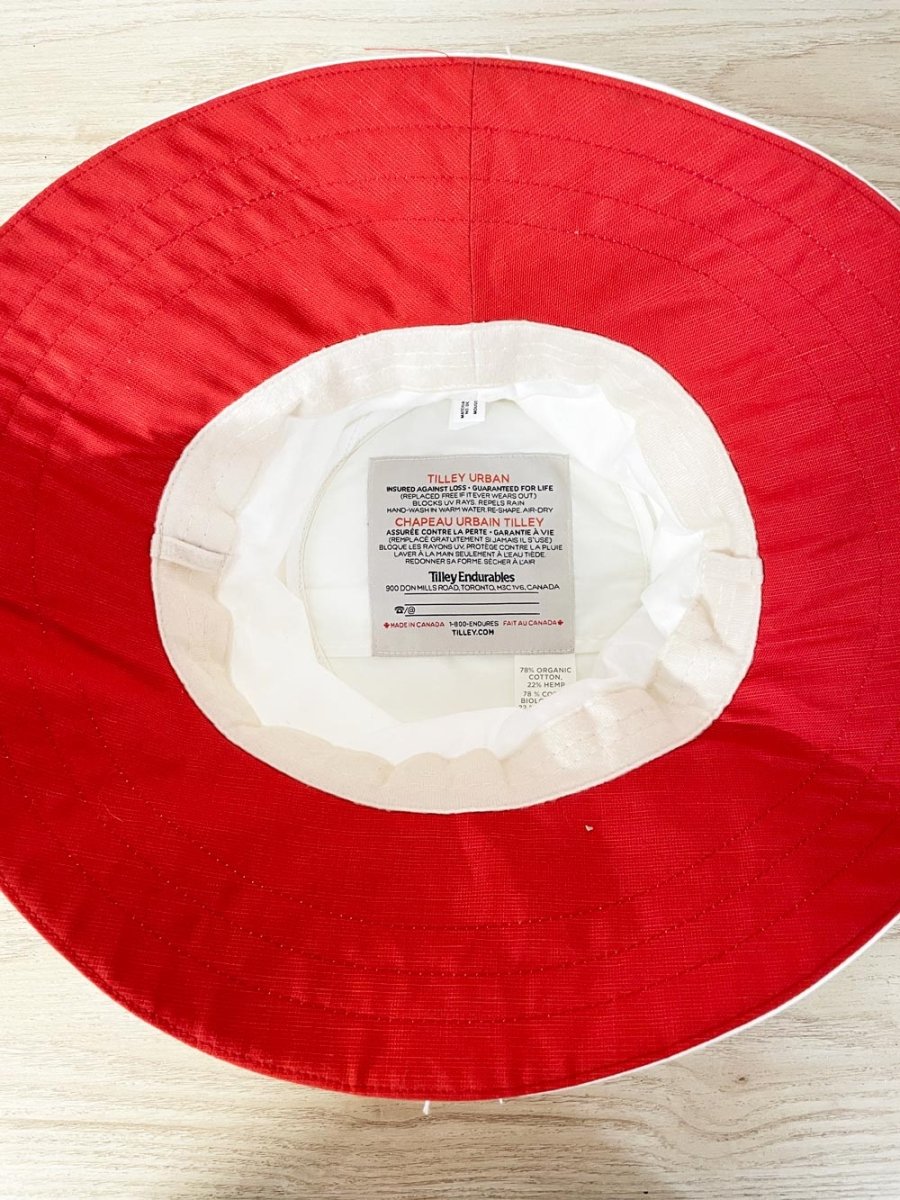 TILLEY URBAN
INSURED AGAINST LOSS • GUARANTEED FOR LIFE
(REPLACED FREE IF IT EVER WEARS OUT)
BLOCKS UV RAYS. REPELS RAIN
HAND-WASH IN WARM WATER. RE-SHAPE. AIR-DRY
CHAPEAU URBAIN TILLEY
ASSURÉE CONTRE LA PERTE • GARANTIE À VIE
(REMPLACÉ GRATUITEMENT SI JAMAIS IL S'USE)
BLOQUE LES RAYONS UV. PROTÈGE CONTRE LA PLUIE
LAVER À LA MAIN SEULEMENT À L'EAU TIÈDE.
REDONNER SA FORME. SÉCHER À L'AIR
Tilley Endurables
900 DON MILLS ROAD, TORONTO, M3C 1V6, CANADA
☎/@
MADE IN CANADA 1-800-ENDURES FAIT AU CANADA
TILLEY.COM
78% ORGANIC
COTTON,
22% HEMP
78 %